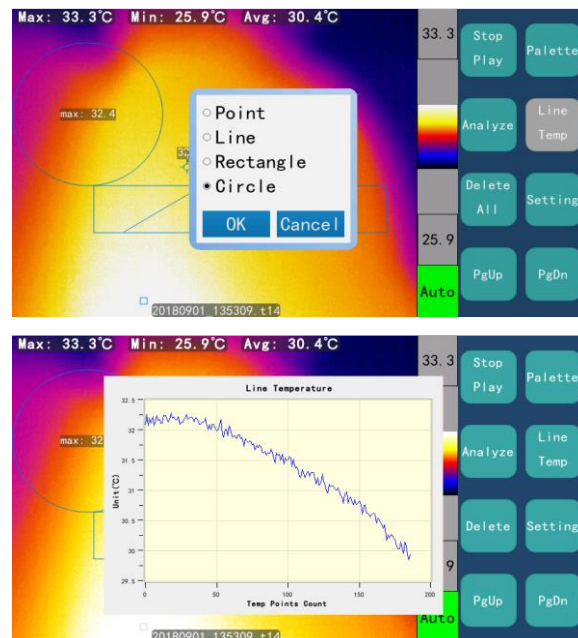 Max: 33.3℃ Min: 25.9℃ Avg: 30.4℃
33.3
Stop Play
Palette
max: 32.4
Point
Line
Rectangle
Circle
OK
Cancel
Analyze
Line Temp
Delete All
Setting
25.9
PgUp
PgDn
Auto
20180901_135309.t14
Max: 33.3℃ Min: 25.9℃ Avg: 30.4℃
33.3
Stop Play
Palette
Line Temperature
max: 32
32.5
32
31.5
31
30.5
30
29.5
Unit(℃)
0 50 100 150 200
Temp Points Count
Analyze
Line Temp
Delete
Setting
9
PgUp
PgDn
Auto
20180901_135309.t14